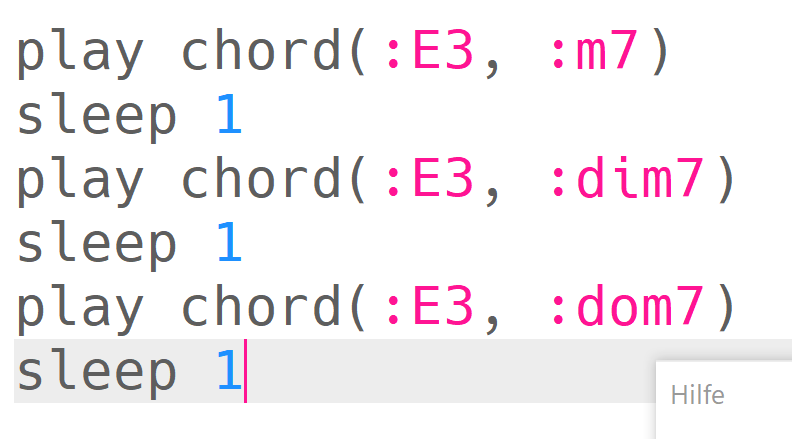 play chord(:E3, :m7)
sleep 1
play chord(:E3, :dim7)
sleep 1
play chord(:E3, :dom7)
sleep 1
Hilfe